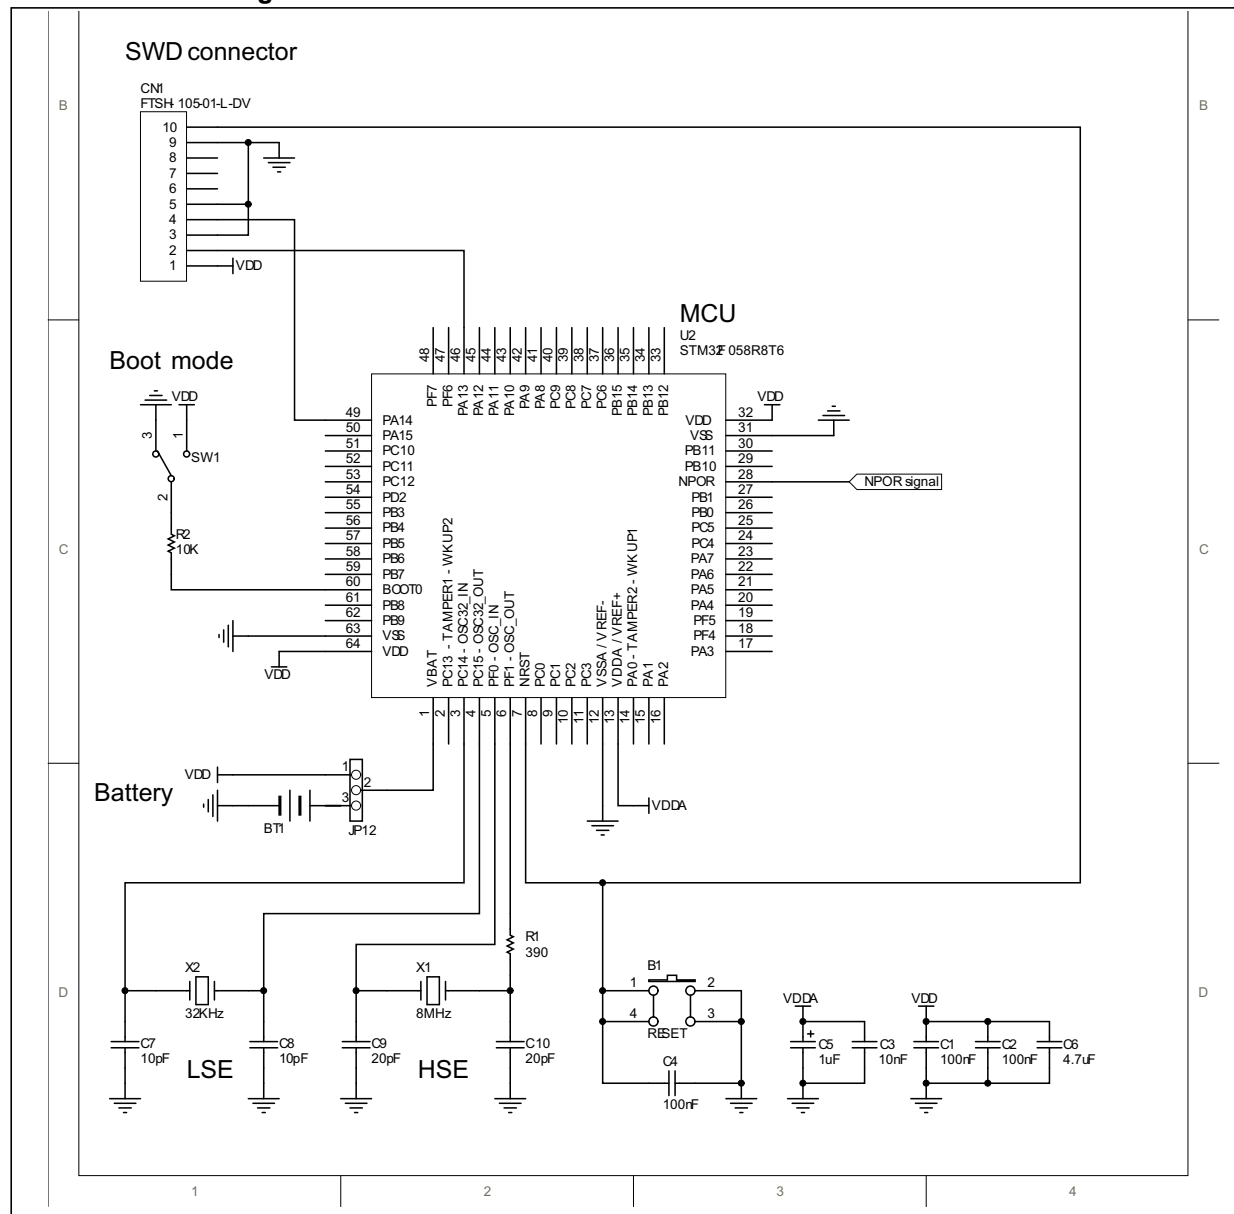 SWD connector
CN1
FTSH-105-01-L-DV
B
B
10
9
8
7
6
5
4
3
2
1
VDD
MCU
U2
STM32F058R8T6
Boot mode
VDD
3
1
SW1
2
R2
10K
48
47
46
45
44
43
42
41
40
39
38
37
36
35
34
33
PF7
PF6
PA13
PA12
PA11
PA10
PA9
PA8
PC9
PC8
PC7
PC6
PB15
PB14
PB13
PB12
49 PA14
50 PA15
51 PC10
52 PC11
53 PC12
54 PD2
55 PB3
56 PB4
57 PB5
58 PB6
59 PB7
60 BOOT0
61 PB8
62 PB9
63 VSS
64 VDD
VDD
VDD 32
VSS 31
PB11 30
PB10 29
NPOR 28
PB1 27
PB0 26
PC5 25
PC4 24
PA7 23
PA6 22
PA5 21
PA4 20
PF5 19
PF4 18
PA3 17
VDD
NPOR signal
C
C
VBAT
PC13 - TAMPER1 - WKUP2
PC14 - OSC32_IN
PC15 - OSC32_OUT
PF0 - OSC_IN
PF1 - OSC_OUT
NRST
PC0
PC1
PC2
PC3
VSSA / VREF-
VDDA / VREF+
PA0 - TAMPER2 - WKUP1
PA1
PA2
1
2
3
4
5
6
7
8
9
10
11
12
13
14
15
16
Battery
VDD
1
2
3
BT1
JP12
VDDA
R1
390
X2
32KHz
X1
8MHz
C7
10pF
C8
10pF
LSE
C9
20pF
C10
20pF
HSE
B1
1
2
4
3
RESET
C4
100nF
VDDA
C5
1uF
C3
10nF
VDD
C1
100nF
C2
100nF
C6
4.7uF
D
D
1
2
3
4